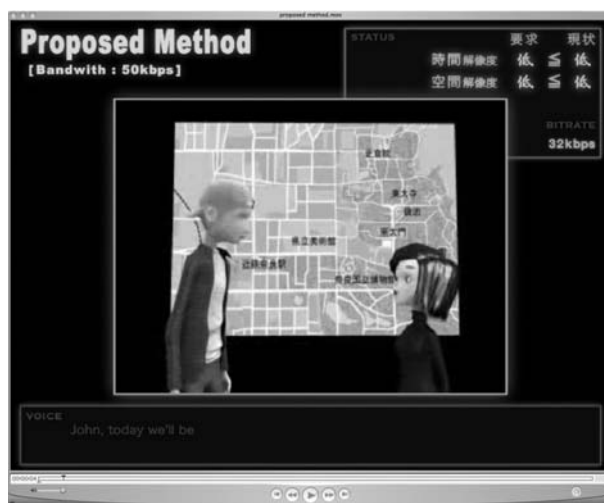 proposed method.mov
Proposed Method
[Bandwith : 50kbps]
STATUS
要求 現状
時間解像度 低 ≦ 低
空間解像度 低 ≦ 低
BITRATE
32kbps
正倉院
東大寺
県立美術館
近鉄奈良駅
奈良国立博物館
VOICE
John, today we'll be